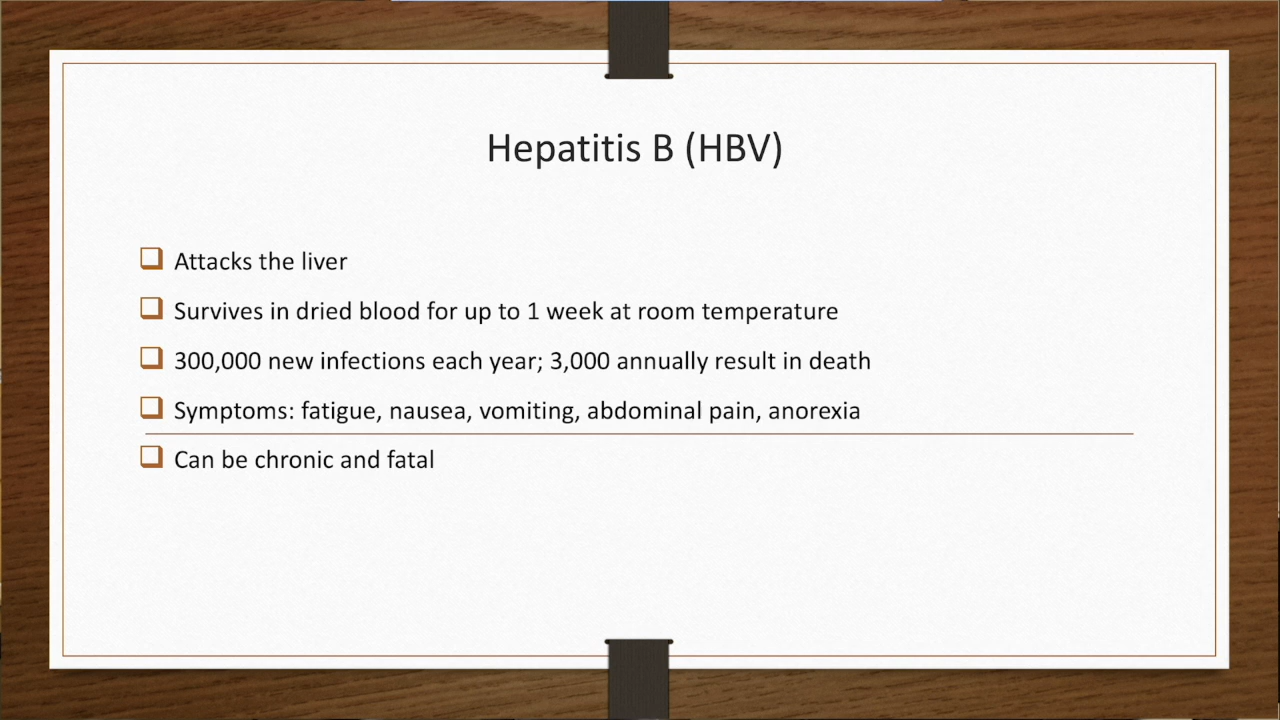 Hepatitis B (HBV)
Attacks the liver
Survives in dried blood for up to 1 week at room temperature
300,000 new infections each year; 3,000 annually result in death
Symptoms: fatigue, nausea, vomiting, abdominal pain, anorexia
Can be chronic and fatal